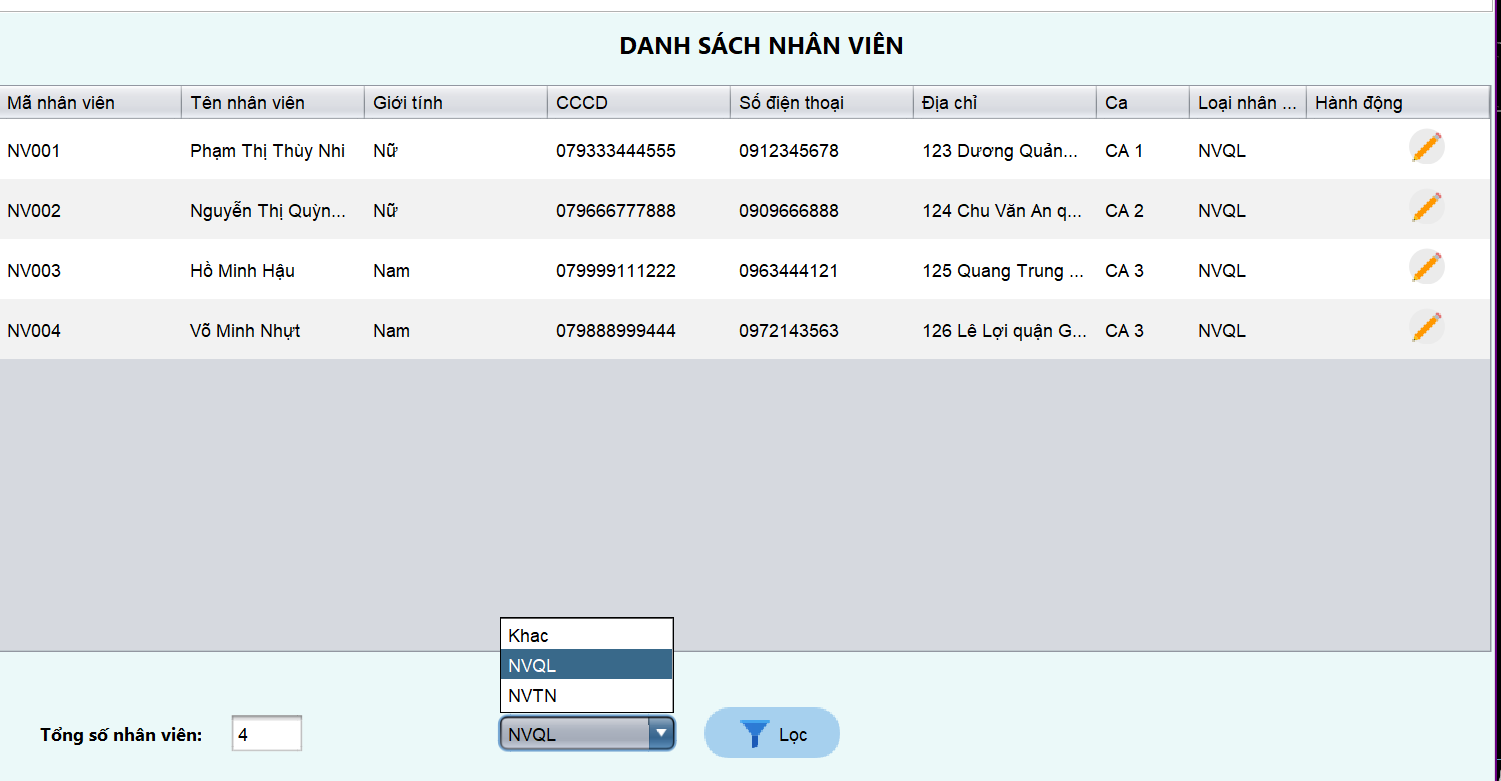 DANH SÁCH NHÂN VIÊN
Mã nhân viên Tên nhân viên Giới tính CCCD Số điện thoại Địa chỉ Ca Loại nhân ... Hành động
NV001 Phạm Thị Thùy Nhi Nữ 079333444555 0912345678 123 Dương Quản... CA 1 NVQL
NV002 Nguyễn Thị Quỳn... Nữ 079666777888 0909666888 124 Chu Văn An q... CA 2 NVQL
NV003 Hồ Minh Hậu Nam 079999111222 0963444121 125 Quang Trung ... CA 3 NVQL
NV004 Võ Minh Nhựt Nam 079888999444 0972143563 126 Lê Lợi quận G... CA 3 NVQL
Khac
NVQL
NVTN
Tổng số nhân viên: 4 NVQL Lọc